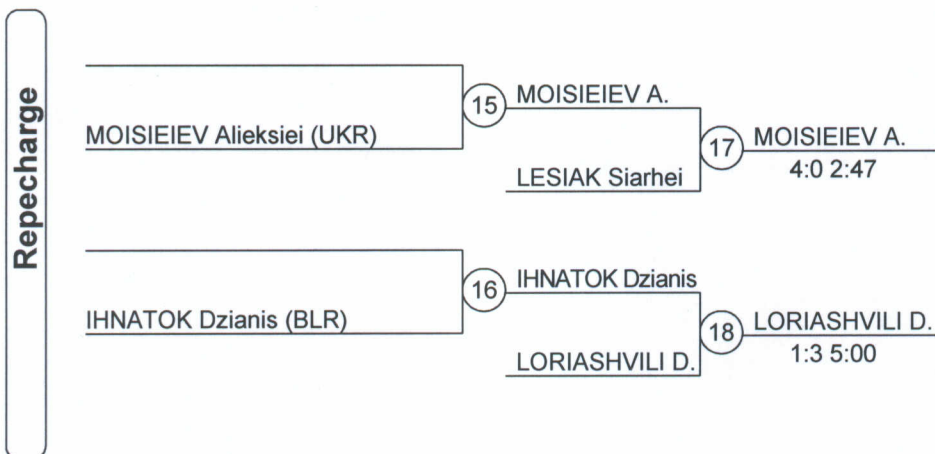 Repechage
MOISIEIEV Alieksiei (UKR)
15
MOISIEIEV A.
LESIAK Siarhei
17
MOISIEIEV A.
4:0 2:47
IHNATOK Dzianis (BLR)
16
IHNATOK Dzianis
LORIASHVILI D.
18
LORIASHVILI D.
1:3 5:00